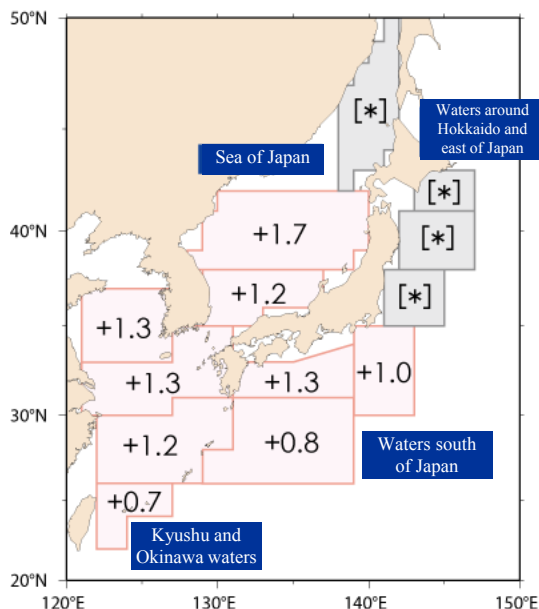 50°N
[*]
Waters around
Hokkaido and
east of Japan
Sea of Japan
[*]
40°N
+1.7
[*]
+1.2
[*]
+1.3
+1.3
+1.3
+1.0
30°N
+1.2
+0.8
Waters south
of Japan
+0.7
Kyushu and
Okinawa waters
20°N
120°E
130°E
140°E
150°E